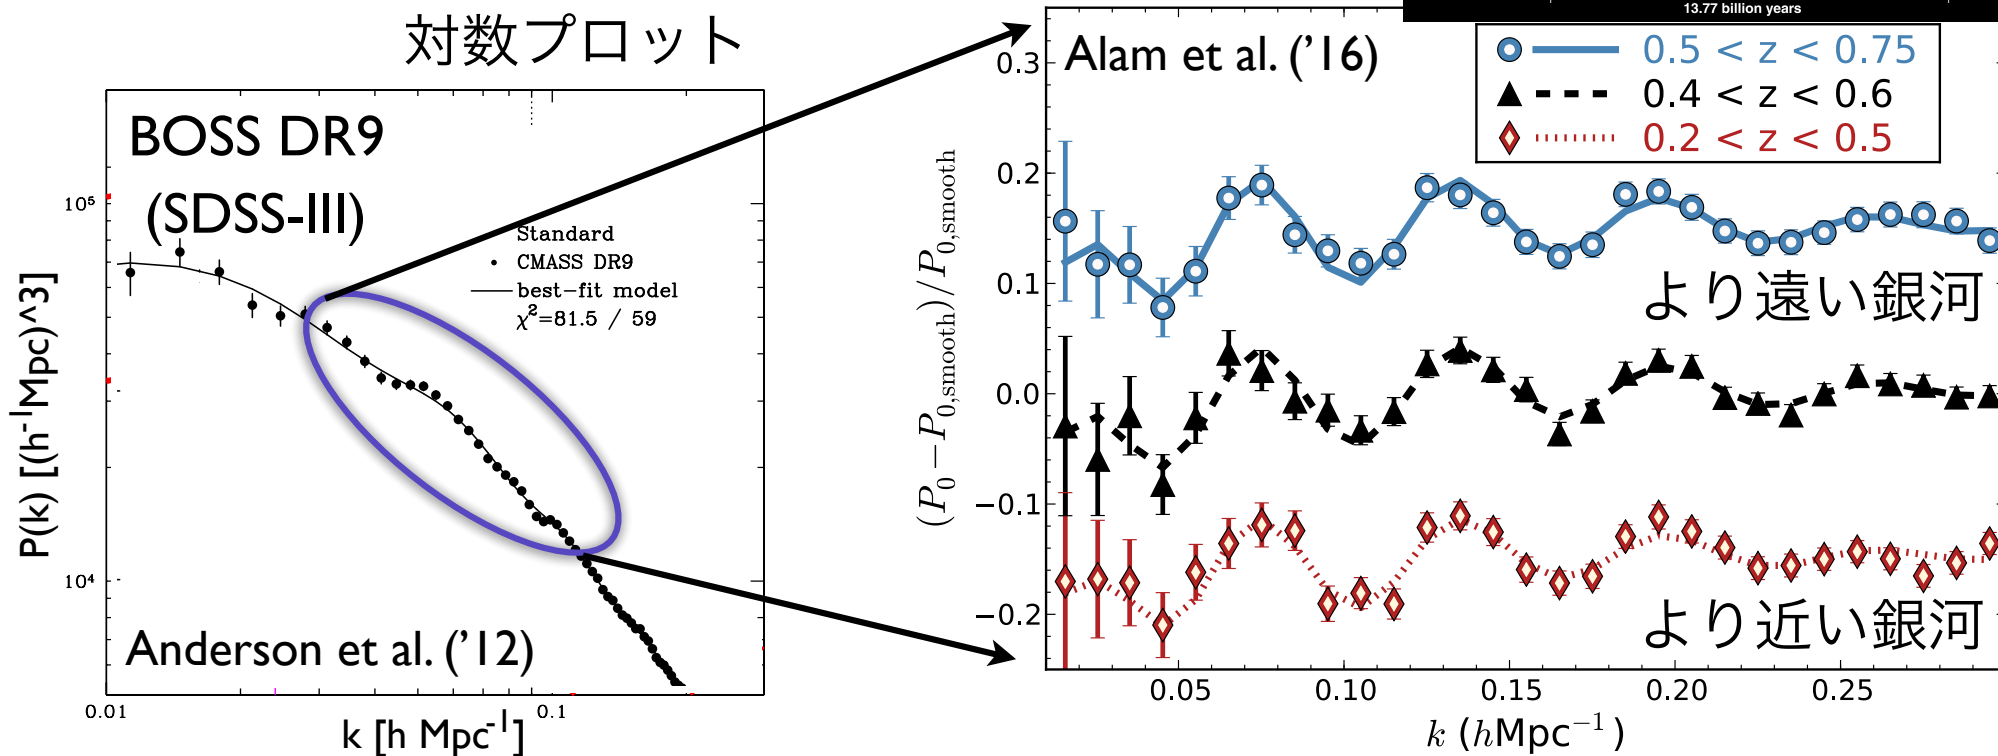 対数プロット
BOSS DR9
(SDSS-III)
Standard
CMASS DR9
best-fit model
χ²=81.5 / 59
Anderson et al. ('12)
P(k) [(h⁻¹Mpc)^3]
10⁵
10⁴
0.01
0.1
k [h Mpc⁻¹]
13.77 billion years
Alam et al. ('16)
0.5 < z < 0.75
0.4 < z < 0.6
0.2 < z < 0.5
より遠い銀河
より近い銀河
(P₀−P₀,smooth)/P₀,smooth
0.3
0.2
0.1
0.0
−0.1
−0.2
0.05
0.10
0.15
0.20
0.25
k (hMpc⁻¹)